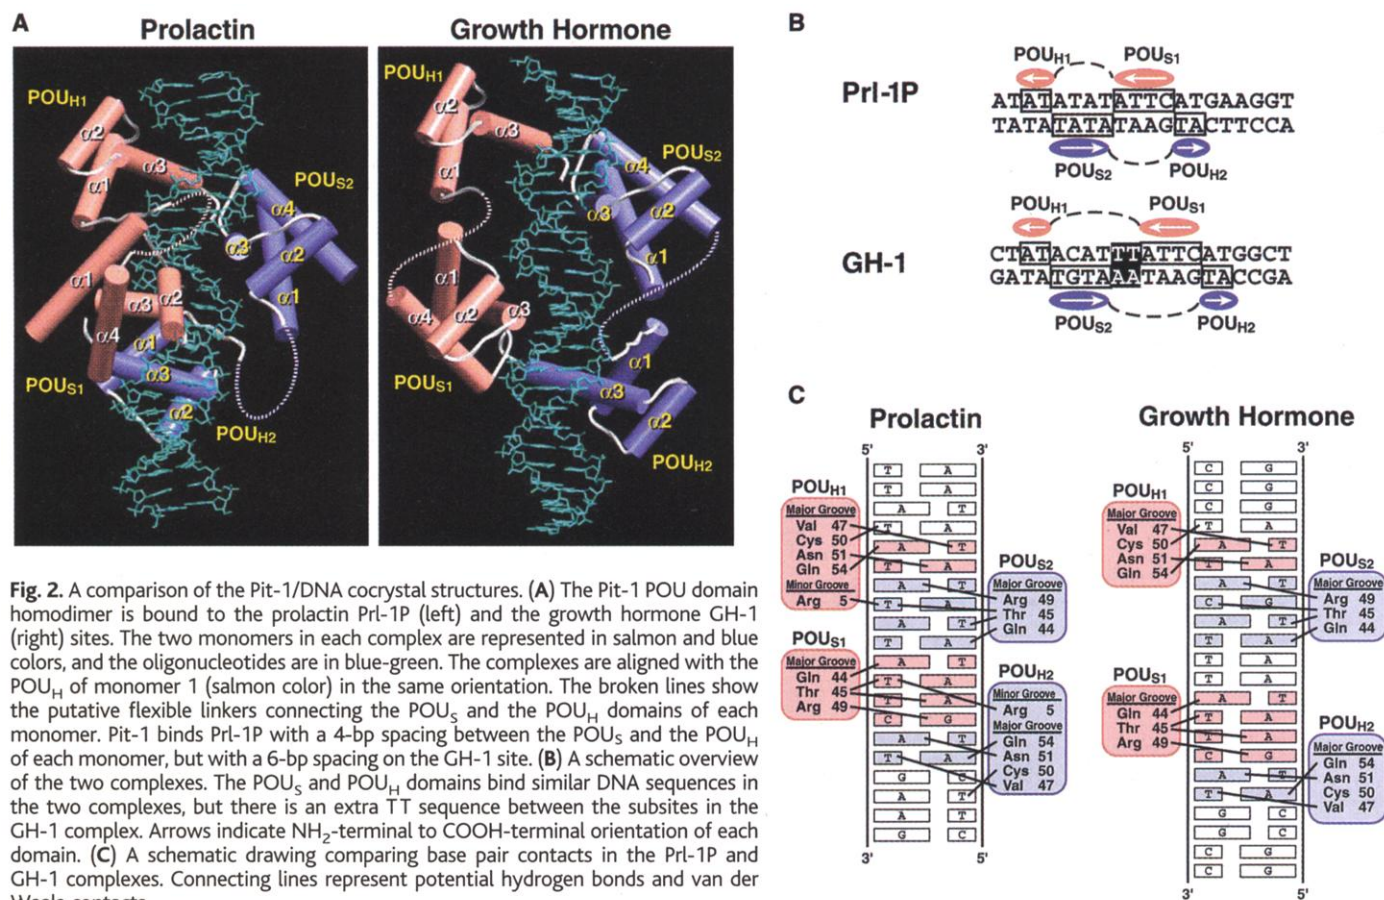 A
Prolactin
Growth Hormone
POUH1
α2
α3
α1
POUS2
α4
α3
α2
α1
α1
α3
α2
α4
α1
α3
α2
POUS1
POUH2
POUH1
α2
α3
α1
POUS2
α4
α3
α2
α1
α1
α4
α2
α3
POUS1
α1
α3
α2
POUH2
B
POUH1 POUS1
Prl-1P
ATATATATATTCATGAAGGT
TATATATATAAGTACTTCCA
POUS2 POUH2
POUH1 POUS1
GH-1
CTATACATTTATTCATGGCT
GATATGTAAATAAGTACCGA
POUS2 POUH2
C
Prolactin
5' 3'
T A
T A
A T
T A
A T
T A
A T
T A
A T
T A
A T
T A
T A
C G
A T
T A
G C
A T
A T
G C
3' 5'
POUH1
Major Groove
Val 47
Cys 50
Asn 51
Gln 54
Minor Groove
Arg 5
POUS1
Major Groove
Gln 44
Thr 45
Arg 49
POUS2
Major Groove
Arg 49
Thr 45
Gln 44
POUH2
Minor Groove
Arg 5
Major Groove
Gln 54
Asn 51
Cys 50
Val 47
Growth Hormone
5' 3'
C G
C G
C G
T A
A T
T A
A T
C G
A T
T A
T A
T A
A T
T A
T A
C G
A T
T A
G C
G C
C G
C G
3' 5'
POUH1
Major Groove
Val 47
Cys 50
Asn 51
Gln 54
POUS1
Major Groove
Gln 44
Thr 45
Arg 49
POUS2
Major Groove
Arg 49
Thr 45
Gln 44
POUH2
Major Groove
Gln 54
Asn 51
Cys 50
Val 47
Fig. 2. A comparison of the Pit-1/DNA cocrystal structures. (A) The Pit-1 POU domain
homodimer is bound to the prolactin Prl-1P (left) and the growth hormone GH-1
(right) sites. The two monomers in each complex are represented in salmon and blue
colors, and the oligonucleotides are in blue-green. The complexes are aligned with the
POUH of monomer 1 (salmon color) in the same orientation. The broken lines show
the putative flexible linkers connecting the POUS and the POUH domains of each
monomer. Pit-1 binds Prl-1P with a 4-bp spacing between the POUS and the POUH
of each monomer, but with a 6-bp spacing on the GH-1 site. (B) A schematic overview
of the two complexes. The POUS and POUH domains bind similar DNA sequences in
the two complexes, but there is an extra TT sequence between the subsites in the
GH-1 complex. Arrows indicate NH2-terminal to COOH-terminal orientation of each
domain. (C) A schematic drawing comparing base pair contacts in the Prl-1P and
GH-1 complexes. Connecting lines represent potential hydrogen bonds and van der